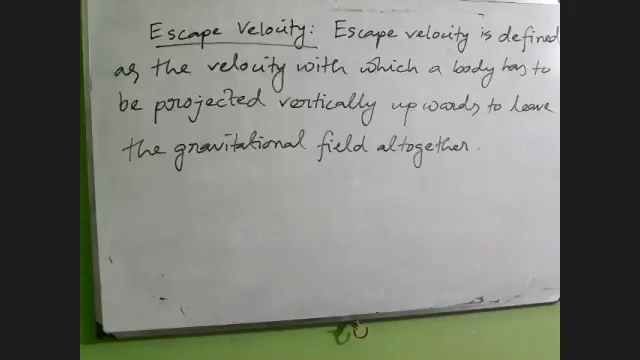 Escape Velocity: Escape velocity is defined
as the velocity with which a body has to
be projected vertically upwards to leave
the gravitational field altogether.